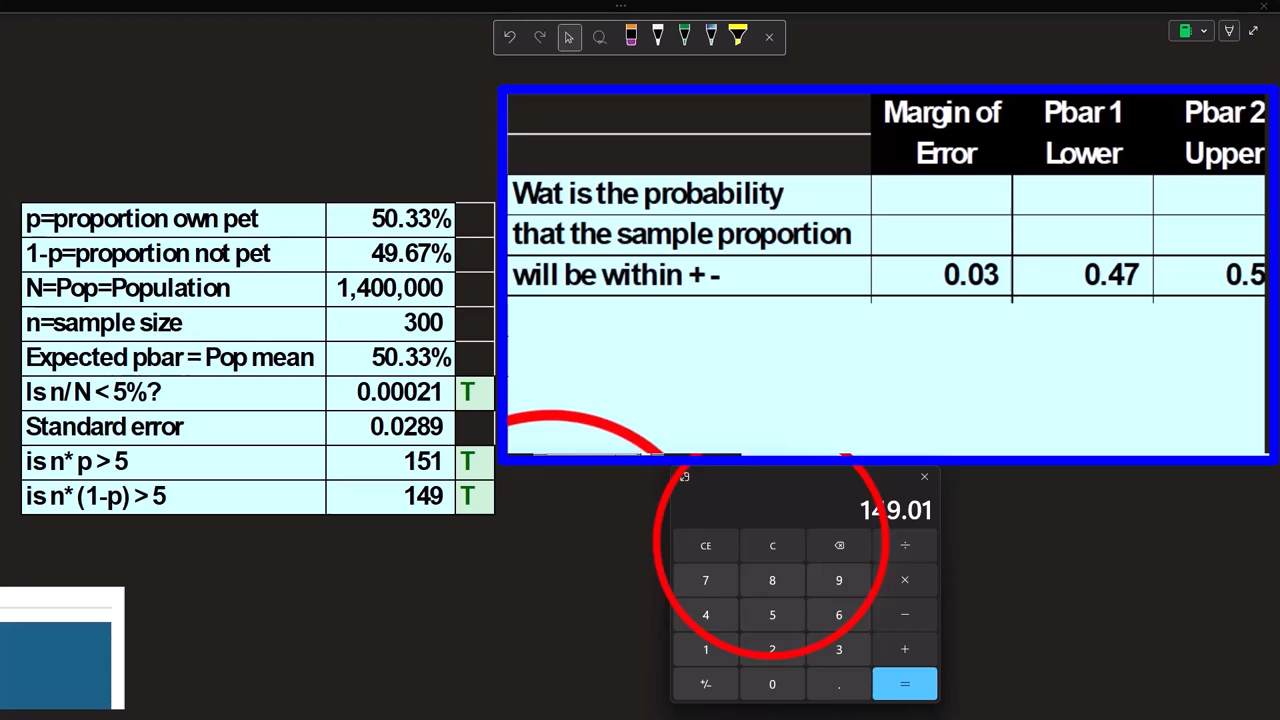 Margin of Error
Pbar 1 Lower
Pbar 2 Upper
Wat is the probability
that the sample proportion
will be within + - 0.03 0.47 0.5
p=proportion own pet 50.33%
1-p=proportion not pet 49.67%
N=Pop=Population 1,400,000
n=sample size 300
Expected pbar = Pop mean 50.33%
Is n/ N < 5%? 0.00021 T
Standard error 0.0289
is n* p > 5 151 T
is n* (1-p) > 5 149 T
149.01
CE C ⌫ ÷
7 8 9 ×
4 5 6 −
1 2 3 +
+/- 0 . =